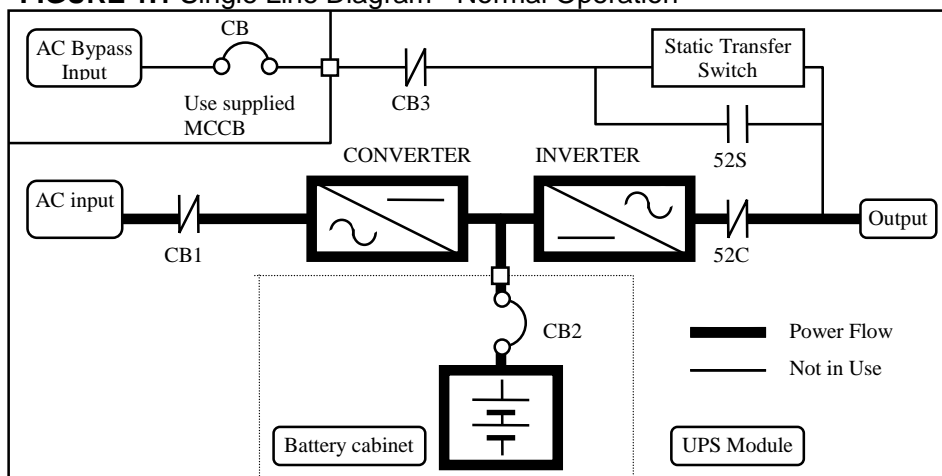 FIGURE 1.1 Single Line Diagram - Normal Operation
AC Bypass
Input
CB
Use supplied
MCCB
CB3
Static Transfer
Switch
52S
CONVERTER
INVERTER
AC input
CB1
52C
Output
CB2
Power Flow
Not in Use
Battery cabinet
UPS Module